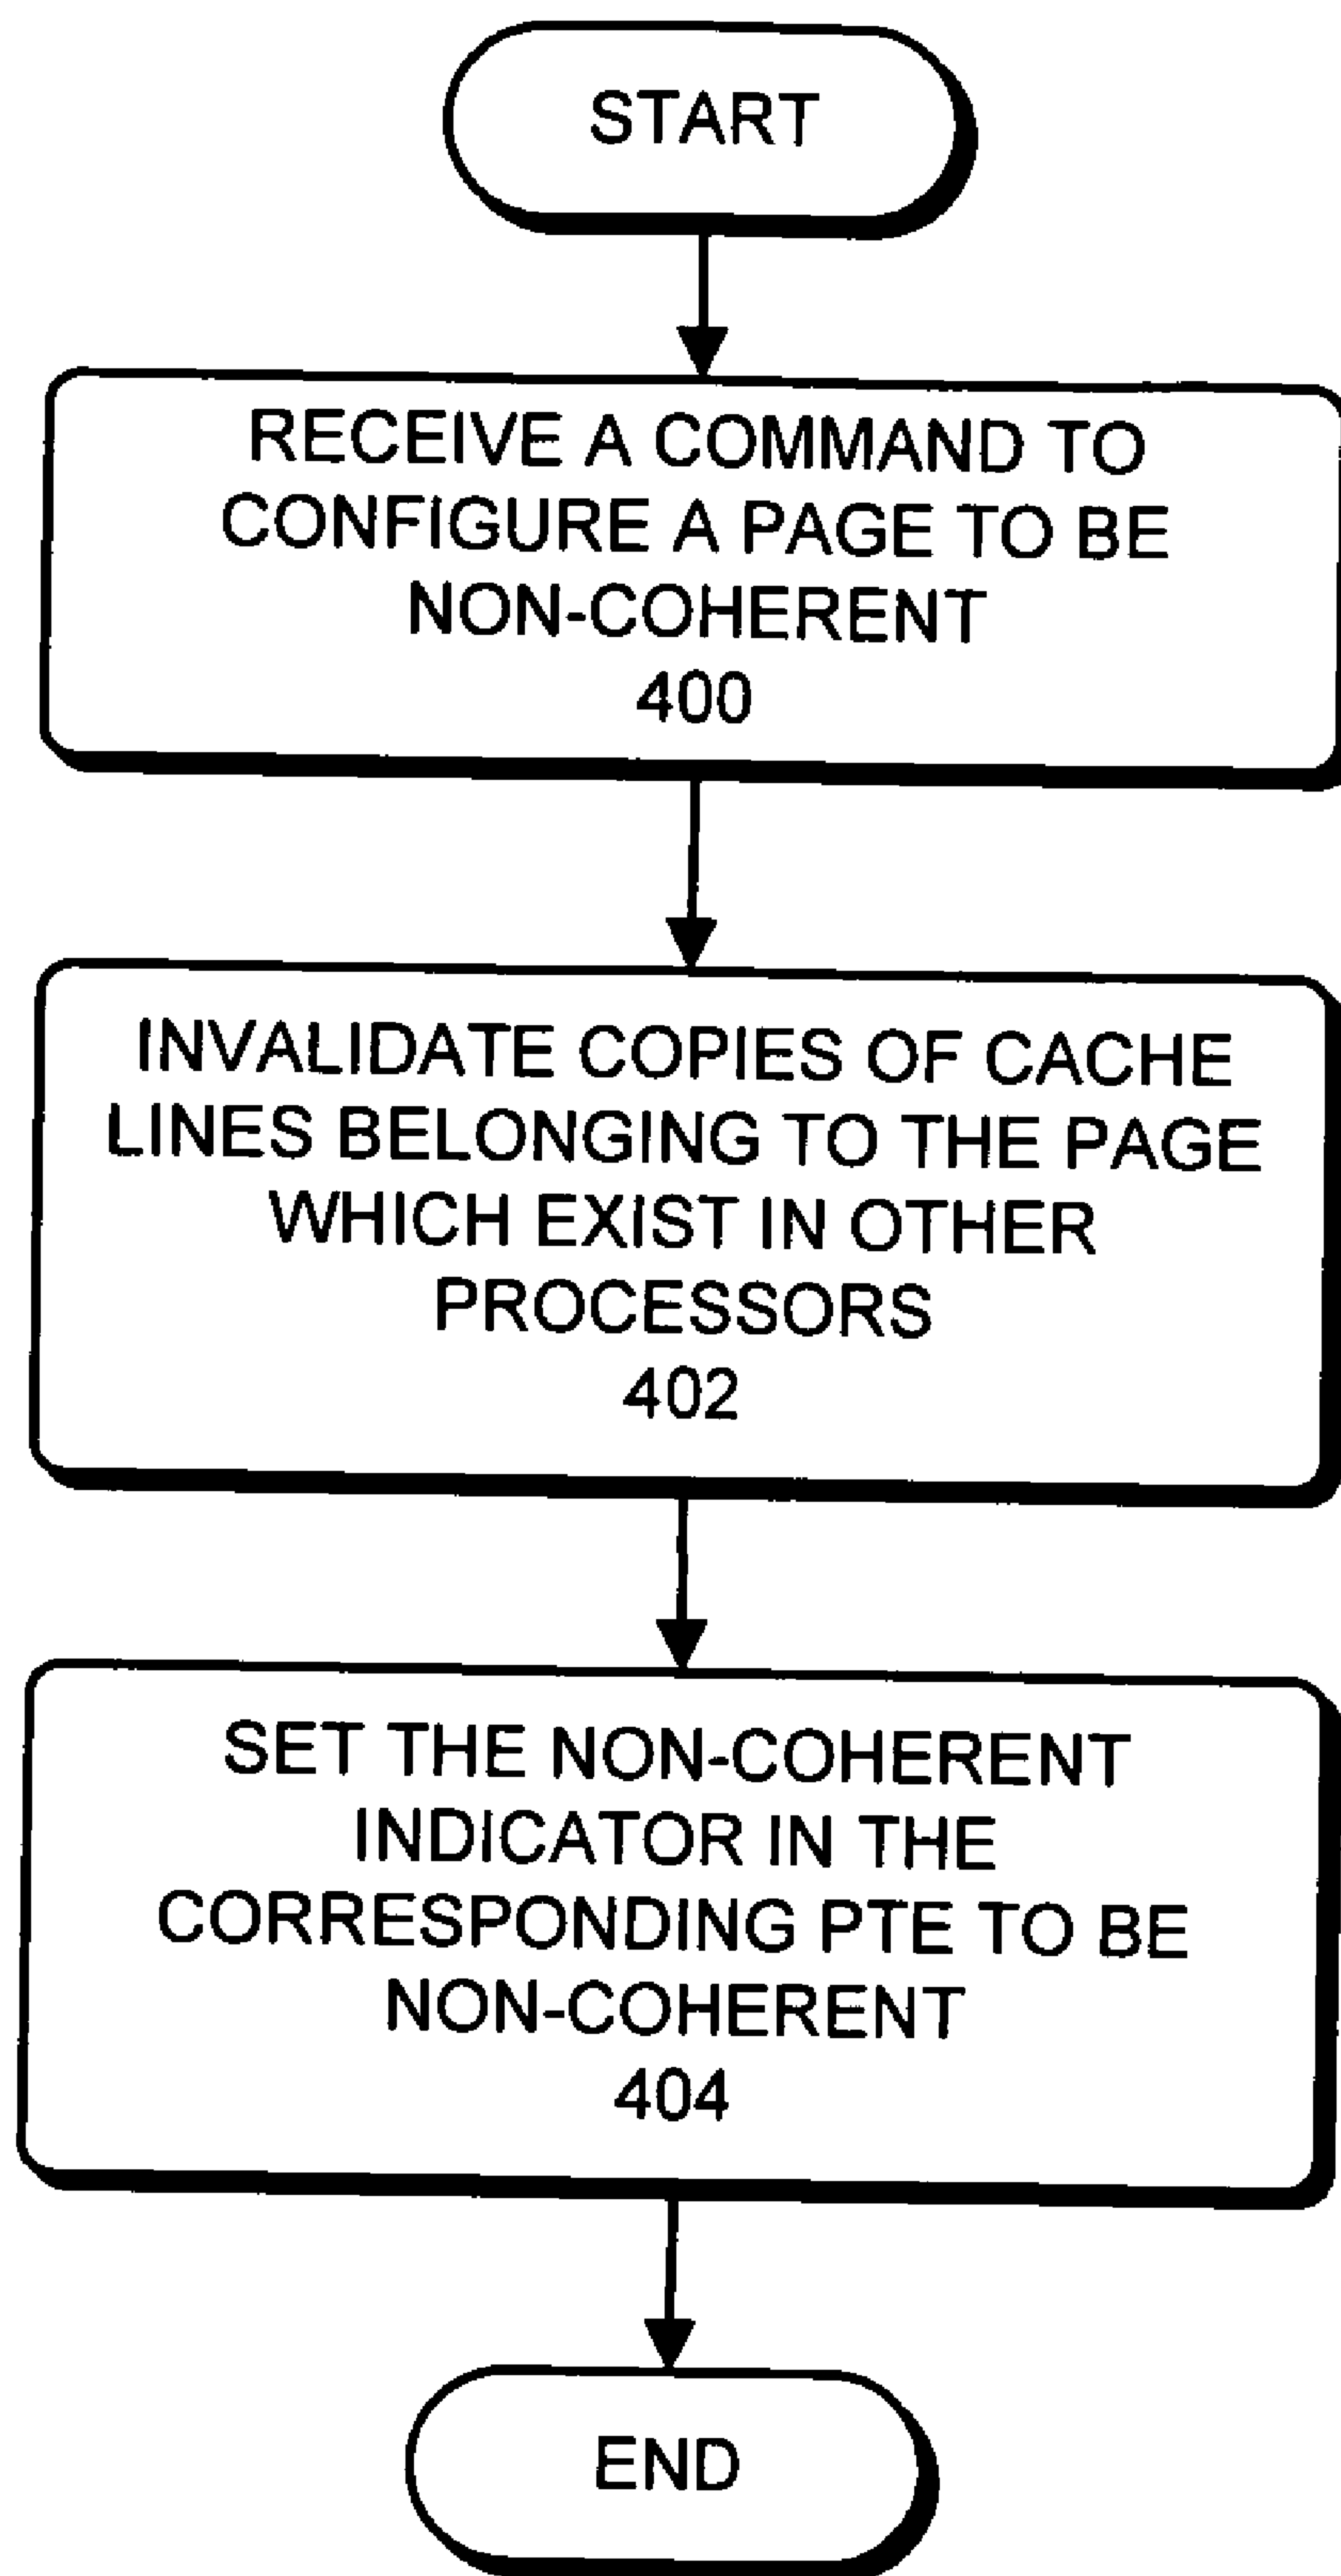 START
RECEIVE A COMMAND TO
CONFIGURE A PAGE TO BE
NON-COHERENT
400
INVALIDATE COPIES OF CACHE
LINES BELONGING TO THE PAGE
WHICH EXIST IN OTHER
PROCESSORS
402
SET THE NON-COHERENT
INDICATOR IN THE
CORRESPONDING PTE TO BE
NON-COHERENT
404
END